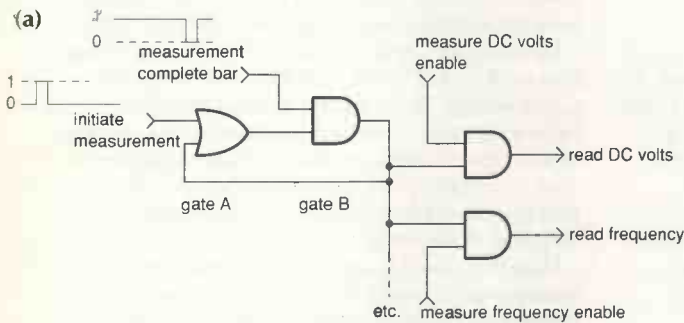 (a)
0
measurement
complete bar
1
0
initiate
measurement
gate A
gate B
measure DC volts
enable
read DC volts
read frequency
etc.
measure frequency enable